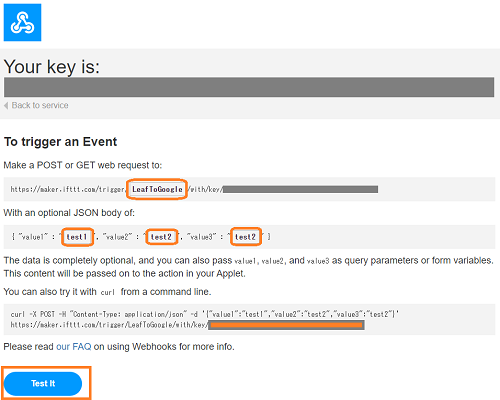 Your key is:
Back to service
To trigger an Event
Make a POST or GET web request to:
https://maker.ifttt.com/trigger/ LeafToGoogle /with/key/
With an optional JSON body of:
{ "value1" : " test1 ", "value2" : " test2 ", "value3" : " test2 " }
The data is completely optional, and you can also pass value1, value2, and value3 as query parameters or form variables.
This content will be passed on to the action in your Applet.
You can also try it with curl from a command line.
curl -X POST -H "Content-Type: application/json" -d '{"value1":"test1","value2":"test2","value3":"test2"}'
https://maker.ifttt.com/trigger/LeafToGoogle/with/key/
Please read our FAQ on using Webhooks for more info.
Test It